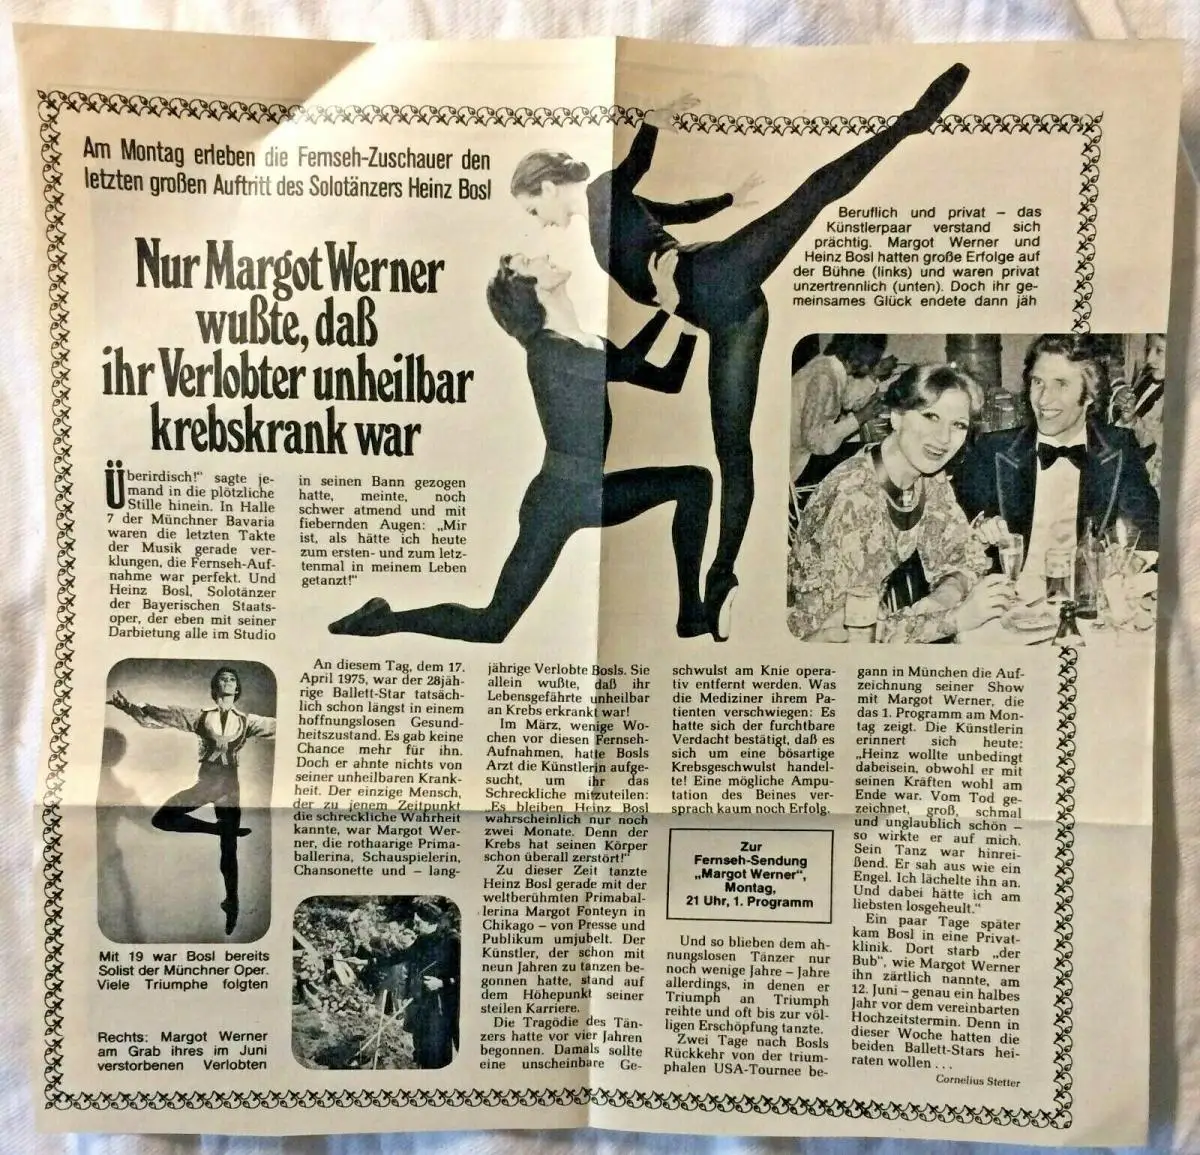 Am Montag erleben die Fernseh-Zuschauer den
letzten großen Auftritt des Solotänzers Heinz Bosl
Nur Margot Werner
wußte, daß
ihr Verlobter unheilbar
krebskrank war
Beruflich und privat – das
Künstlerpaar verstand sich
prächtig. Margot Werner und
Heinz Bosl hatten große Erfolge auf
der Bühne (links) und waren privat
unzertrennlich (unten). Doch ihr ge-
meinsames Glück endete dann jäh
Überirdisch!" sagte je-
mand in die plötzliche
Stille hinein. In Halle
7 der Münchner Bavaria
waren die letzten Takte
der Musik gerade ver-
klungen, die Fernseh-Auf-
nahme war perfekt. Und
Heinz Bosl, Solotänzer
der Bayerischen Staats-
oper, der eben mit seiner
Darbietung alle im Studio
in seinen Bann gezogen
hatte, meinte, noch
schwer atmend und mit
fiebernden Augen: „Mir
ist, als hätte ich heute
zum ersten- und zum letz-
tenmal in meinem Leben
getanzt!"
Mit 19 war Bosl bereits
Solist der Münchner Oper.
Viele Triumphe folgten
Rechts: Margot Werner
am Grab ihres im Juni
verstorbenen Verlobten
An diesem Tag, dem 17.
April 1975, war der 28jäh-
rige Ballett-Star tatsäch-
lich schon längst in einem
hoffnungslosen Gesund-
heitszustand. Es gab keine
Chance mehr für ihn.
Doch er ahnte nichts von
seiner unheilbaren Krank-
heit. Der einzige Mensch,
der zu jenem Zeitpunkt
die schreckliche Wahrheit
kannte, war Margot Wer-
ner, die rothaarige Prima-
ballerina, Schauspielerin,
Chansonette und – lang-
jährige Verlobte Bosls. Sie
allein wußte, daß ihr
Lebensgefährte unheilbar
an Krebs erkrankt war!
Im März, wenige Wo-
chen vor diesen Fernseh-
Aufnahmen, hatte Bosls
Arzt die Künstlerin aufge-
sucht, um ihr das
Schreckliche mitzuteilen:
„Es bleiben Heinz Bosl
wahrscheinlich nur noch
zwei Monate. Denn der
Krebs hat seinen Körper
schon überall zerstört!"
Zu dieser Zeit tanzte
Heinz Bosl gerade mit der
weltberühmten Primabal-
lerina Margot Fonteyn in
Chikago – von Presse und
Publikum umjubelt. Der
Künstler, der schon mit
neun Jahren zu tanzen be-
gonnen hatte, stand auf
dem Höhepunkt seiner
steilen Karriere.
Die Tragödie des Tän-
zers hatte vor vier Jahren
begonnen. Damals sollte
eine unscheinbare Ge-
schwulst am Knie opera-
tiv entfernt werden. Was
die Mediziner ihrem Pa-
tienten verschwiegen: Es
hatte sich der furchtbare
Verdacht bestätigt, daß es
sich um eine bösartige
Krebsgeschwulst handel-
te! Eine mögliche Ampu-
tation des Beines ver-
sprach kaum noch Erfolg.
Zur
Fernseh-Sendung
„Margot Werner",
Montag,
21 Uhr, 1. Programm
Und so blieben dem ah-
nungslosen Tänzer nur
noch wenige Jahre – Jahre
allerdings, in denen er
Triumph an Triumph
reihte und oft bis zur völ-
ligen Erschöpfung tanzte.
Zwei Tage nach Bosls
Rückkehr von der trium-
phalen USA-Tournee be-
gann in München die Auf-
zeichnung seiner Show
mit Margot Werner, die
das 1. Programm am Mon-
tag zeigt. Die Künstlerin
erinnert sich heute:
„Heinz wollte unbedingt
dabeisein, obwohl er mit
seinen Kräften wohl am
Ende war. Vom Tod ge-
zeichnet, groß, schmal
und unglaublich schön –
so wirkte er auf mich.
Sein Tanz war hinrei-
ßend. Er sah aus wie ein
Engel. Ich lächelte ihn an.
Und dabei hätte ich am
liebsten losgeheult."
Ein paar Tage später
kam Bosl in eine Privat-
klinik. Dort starb „der
Bub", wie Margot Werner
ihn zärtlich nannte, am
12. Juni – genau ein halbes
Jahr vor dem vereinbarten
Hochzeitstermin. Denn in
dieser Woche hatten die
beiden Ballett-Stars hei-
raten wollen . . .
Cornelius Stetter